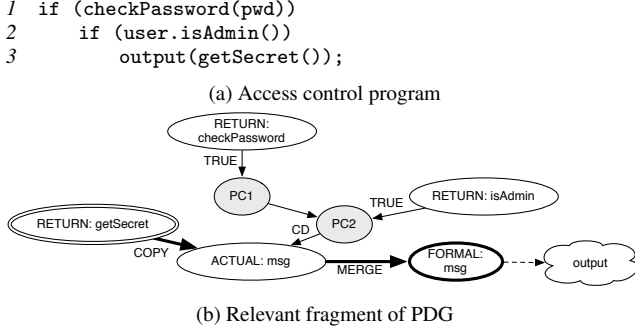 1 if (checkPassword(pwd))
2 if (user.isAdmin())
3 output(getSecret());
(a) Access control program
RETURN:
checkPassword
TRUE
PC1
TRUE
RETURN: isAdmin
PC2
RETURN: getSecret
CD
COPY
ACTUAL: msg
MERGE
FORMAL:
msg
output
(b) Relevant fragment of PDG